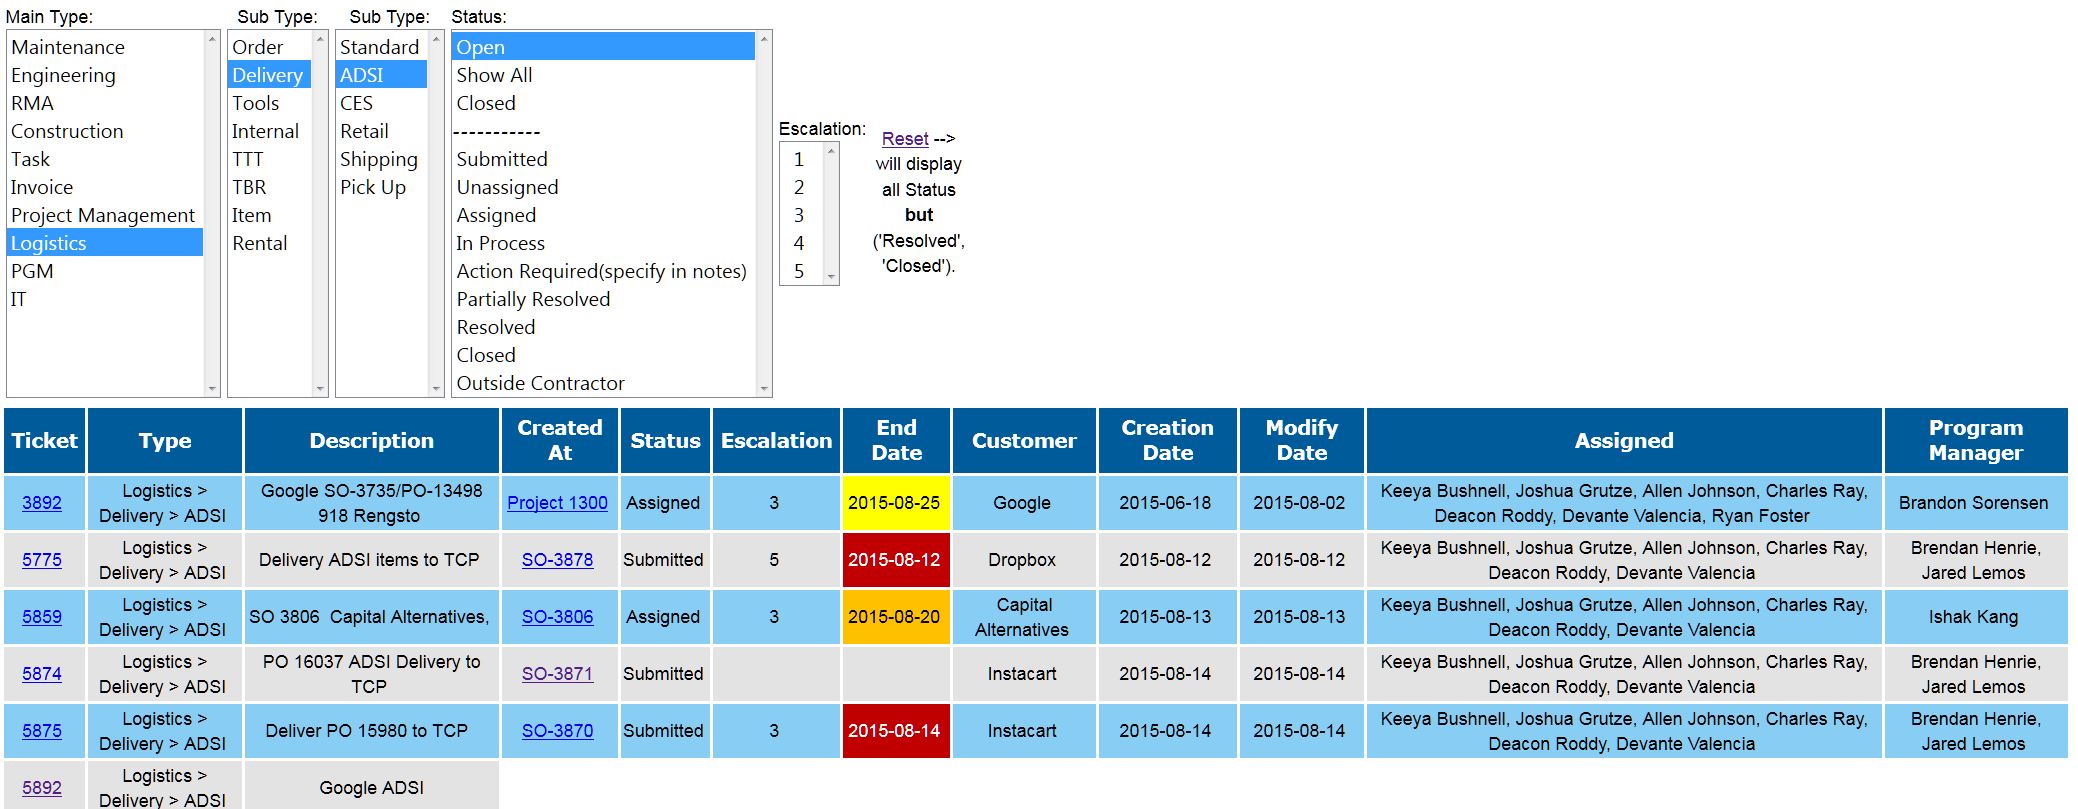 Main Type:
Maintenance
Engineering
RMA
Construction
Task
Invoice
Project Management
Logistics
PGM
IT
Sub Type:
Order
Delivery
Tools
Internal
TTT
TBR
Item
Rental
Sub Type:
Standard
ADSI
CES
Retail
Shipping
Pick Up
Status:
Open
Show All
Closed
-----------
Submitted
Unassigned
Assigned
In Process
Action Required(specify in notes)
Partially Resolved
Resolved
Closed
Outside Contractor
Escalation:
1
2
3
4
5
Reset -->
will display
all Status
but
('Resolved',
'Closed').
Ticket
Type
Description
Created
At
Status
Escalation
End
Date
Customer
Creation
Date
Modify
Date
Assigned
Program
Manager
3892
Logistics >
Delivery > ADSI
Google SO-3735/PO-13498
918 Rengsto
Project 1300
Assigned
3
2015-08-25
Google
2015-06-18
2015-08-02
Keeya Bushnell, Joshua Grutze, Allen Johnson, Charles Ray,
Deacon Roddy, Devante Valencia, Ryan Foster
Brandon Sorensen
5775
Logistics >
Delivery > ADSI
Delivery ADSI items to TCP
SO-3878
Submitted
5
2015-08-12
Dropbox
2015-08-12
2015-08-12
Keeya Bushnell, Joshua Grutze, Allen Johnson, Charles Ray,
Deacon Roddy, Devante Valencia
Brendan Henrie,
Jared Lemos
5859
Logistics >
Delivery > ADSI
SO 3806  Capital Alternatives,
SO-3806
Assigned
3
2015-08-20
Capital
Alternatives
2015-08-13
2015-08-13
Keeya Bushnell, Joshua Grutze, Allen Johnson, Charles Ray,
Deacon Roddy, Devante Valencia
Ishak Kang
5874
Logistics >
Delivery > ADSI
PO 16037 ADSI Delivery to
TCP
SO-3871
Submitted
Instacart
2015-08-14
2015-08-14
Keeya Bushnell, Joshua Grutze, Allen Johnson, Charles Ray,
Deacon Roddy, Devante Valencia
Brendan Henrie,
Jared Lemos
5875
Logistics >
Delivery > ADSI
Deliver PO 15980 to TCP
SO-3870
Submitted
3
2015-08-14
Instacart
2015-08-14
2015-08-14
Keeya Bushnell, Joshua Grutze, Allen Johnson, Charles Ray,
Deacon Roddy, Devante Valencia
Brendan Henrie,
Jared Lemos
5892
Logistics >
Delivery > ADSI
Google ADSI